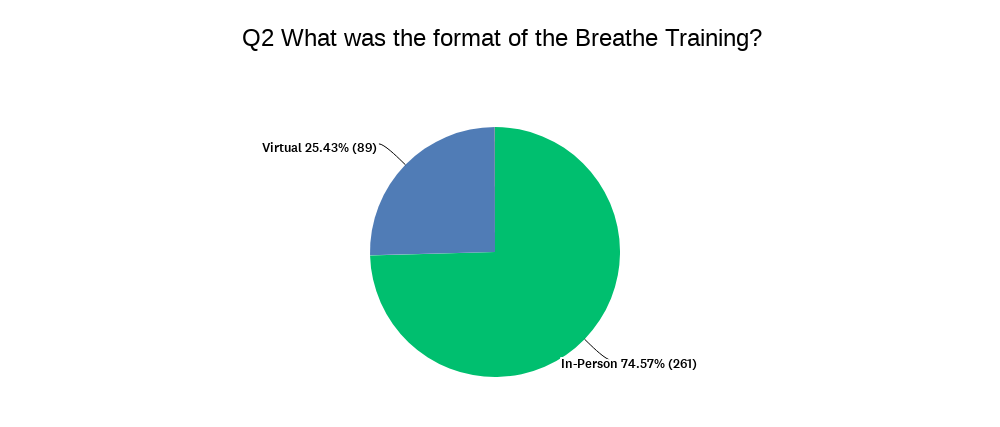 Q2 What was the format of the Breathe Training?
Virtual 25.43% (89)
In-Person 74.57% (261)